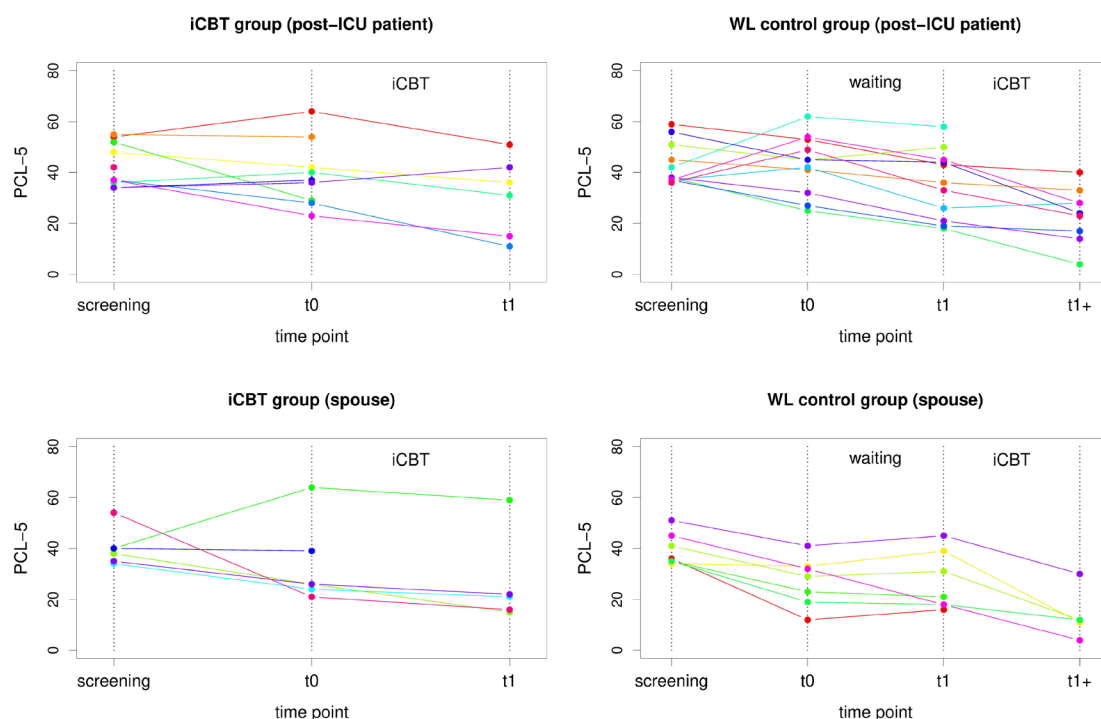 iCBT group (post−ICU patient)
80
60
40
20
0
PCL−5
iCBT
screening
t0
t1
time point
WL control group (post−ICU patient)
80
60
40
20
0
PCL−5
waiting
iCBT
screening
t0
t1
t1+
time point
iCBT group (spouse)
80
60
40
20
0
PCL−5
iCBT
screening
t0
t1
time point
WL control group (spouse)
80
60
40
20
0
PCL−5
waiting
iCBT
screening
t0
t1
t1+
time point